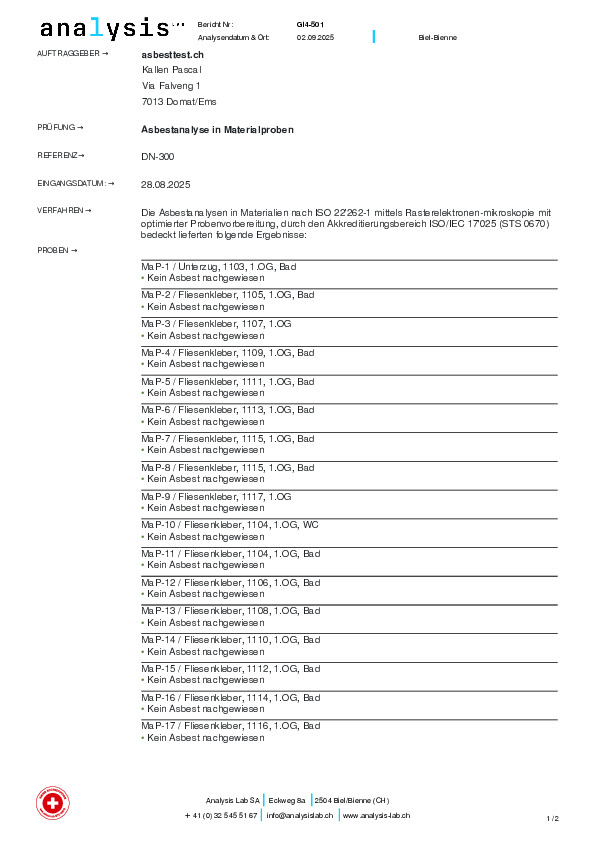 analysis
Bericht Nr: GI4-501
Analysendatum & Ort: 02.09.2025 Biel-Bienne
AUFTRAGGEBER → asbesttest.ch
Kallen Pascal
Via Falveng 1
7013 Domat/Ems
PRÜFUNG → Asbestanalyse in Materialproben
REFERENZ→ DN-300
EINGANGSDATUM: → 28.08.2025
VERFAHREN → Die Asbestanalysen in Materialien nach ISO 22'262-1 mittels Rasterelektronen-mikroskopie mit
optimierter Probenvorbereitung, durch den Akkreditierungsbereich ISO/IEC 17'025 (STS 0670)
bedeckt lieferten folgende Ergebnisse:
PROBEN →
MaP-1 / Unterzug, 1103, 1.OG, Bad
• Kein Asbest nachgewiesen
MaP-2 / Fliesenkleber, 1105, 1.OG, Bad
• Kein Asbest nachgewiesen
MaP-3 / Fliesenkleber, 1107, 1.OG
• Kein Asbest nachgewiesen
MaP-4 / Fliesenkleber, 1109, 1.OG, Bad
• Kein Asbest nachgewiesen
MaP-5 / Fliesenkleber, 1111, 1.OG, Bad
• Kein Asbest nachgewiesen
MaP-6 / Fliesenkleber, 1113, 1.OG, Bad
• Kein Asbest nachgewiesen
MaP-7 / Fliesenkleber, 1115, 1.OG, Bad
• Kein Asbest nachgewiesen
MaP-8 / Fliesenkleber, 1115, 1.OG, Bad
• Kein Asbest nachgewiesen
MaP-9 / Fliesenkleber, 1117, 1.OG
• Kein Asbest nachgewiesen
MaP-10 / Fliesenkleber, 1104, 1.OG, WC
• Kein Asbest nachgewiesen
MaP-11 / Fliesenkleber, 1104, 1.OG, Bad
• Kein Asbest nachgewiesen
MaP-12 / Fliesenkleber, 1106, 1.OG, Bad
• Kein Asbest nachgewiesen
MaP-13 / Fliesenkleber, 1108, 1.OG, Bad
• Kein Asbest nachgewiesen
MaP-14 / Fliesenkleber, 1110, 1.OG, Bad
• Kein Asbest nachgewiesen
MaP-15 / Fliesenkleber, 1112, 1.OG, Bad
• Kein Asbest nachgewiesen
MaP-16 / Fliesenkleber, 1114, 1.OG, Bad
• Kein Asbest nachgewiesen
MaP-17 / Fliesenkleber, 1116, 1.OG, Bad
• Kein Asbest nachgewiesen
Analysis Lab SA | Eckweg 8a | 2504 Biel/Bienne (CH)
+ 41 (0) 32 545 51 67 | info@analysislab.ch | www.analysis-lab.ch
1 / 2